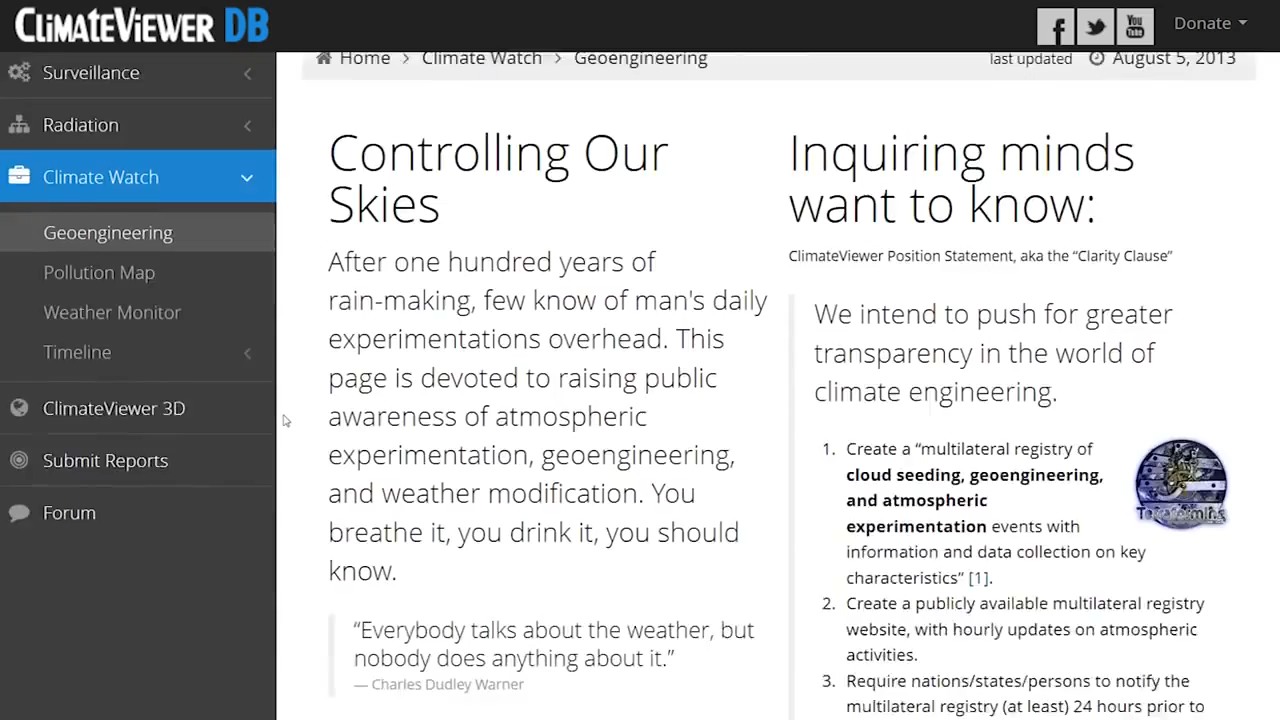 CLIMATEVIEWER DB
f
You Tube
Donate
Surveillance
Radiation
Climate Watch
Geoengineering
Pollution Map
Weather Monitor
Timeline
ClimateViewer 3D
Submit Reports
Forum
Home > Climate Watch > Geoengineering
last updated August 5, 2013
Controlling Our
Skies
After one hundred years of
rain-making, few know of man's daily
experimentations overhead. This
page is devoted to raising public
awareness of atmospheric
experimentation, geoengineering,
and weather modification. You
breathe it, you drink it, you should
know.
“Everybody talks about the weather, but
nobody does anything about it.”
— Charles Dudley Warner
Inquiring minds
want to know:
ClimateViewer Position Statement, aka the “Clarity Clause”
We intend to push for greater
transparency in the world of
climate engineering.
1. Create a “multilateral registry of
cloud seeding, geoengineering,
and atmospheric
experimentation events with
information and data collection on key
characteristics” [1].
Terraforming
2. Create a publicly available multilateral registry
website, with hourly updates on atmospheric
activities.
3. Require nations/states/persons to notify the
multilateral registry (at least) 24 hours prior to